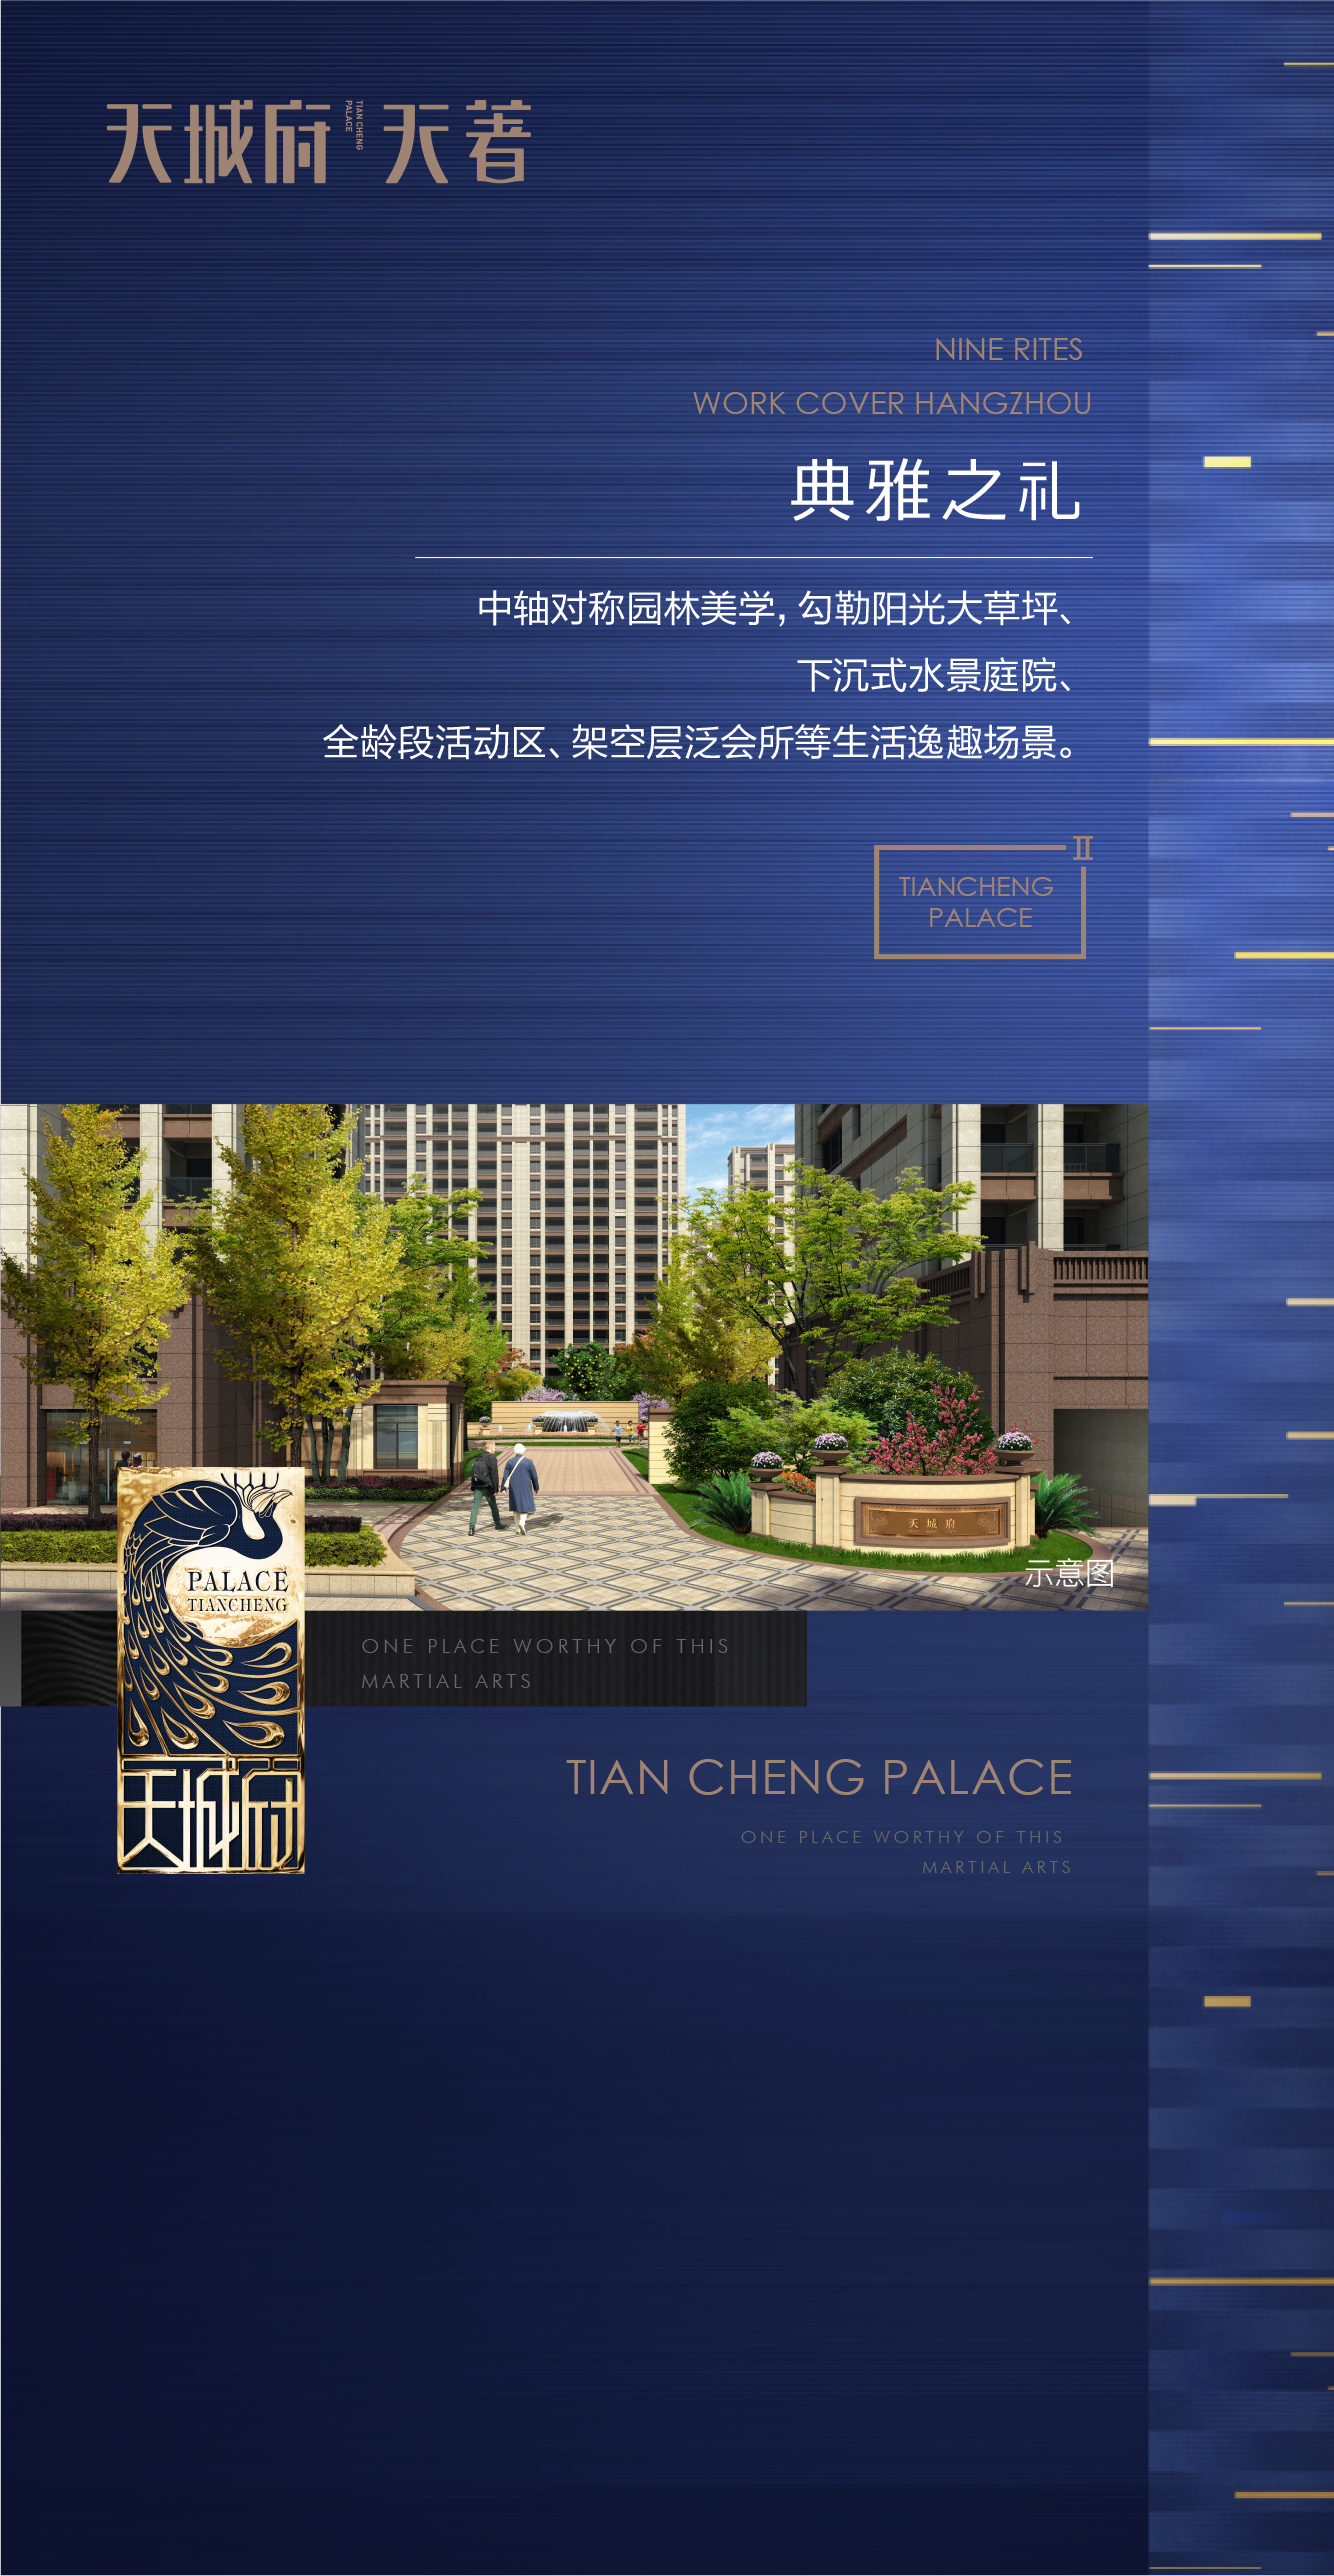 天城府 TIAN CHENG PALACE 天著
NINE RITES
WORK COVER HANGZHOU
典雅之礼
中轴对称园林美学,勾勒阳光大草坪、
下沉式水景庭院、
全龄段活动区、架空层泛会所等生活逸趣场景。
II
TIANCHENG
PALACE
天城府
示意图
PALACE
TIANCHENG
天城府
ONE PLACE WORTHY OF THIS
MARTIAL ARTS
TIAN CHENG PALACE
ONE PLACE WORTHY OF THIS
MARTIAL ARTS